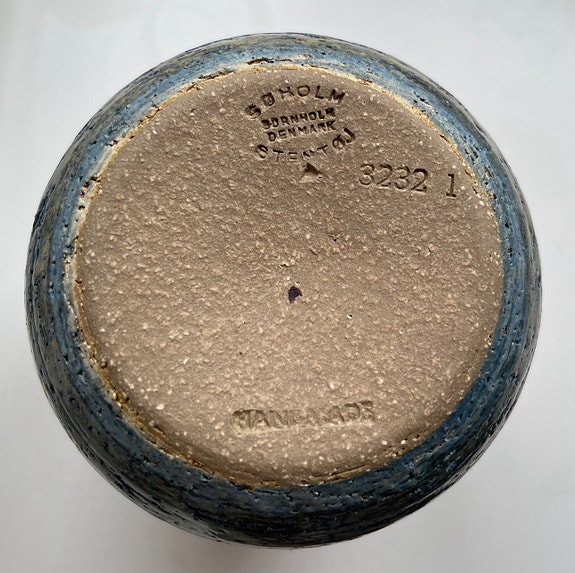 SØHOLM
BORNHOLM
DENMARK
STENTØJ
3232 1
HANDMADE